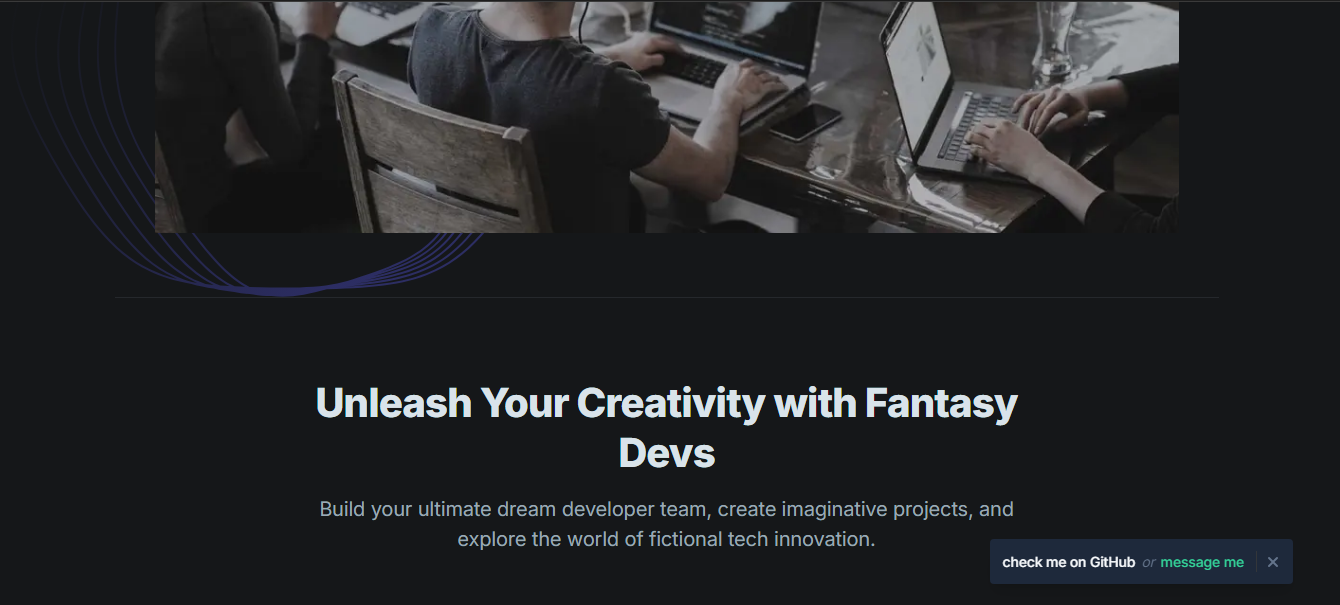 Unleash Your Creativity with Fantasy
Devs
Build your ultimate dream developer team, create imaginative projects, and
explore the world of fictional tech innovation.
check me on GitHub or message me